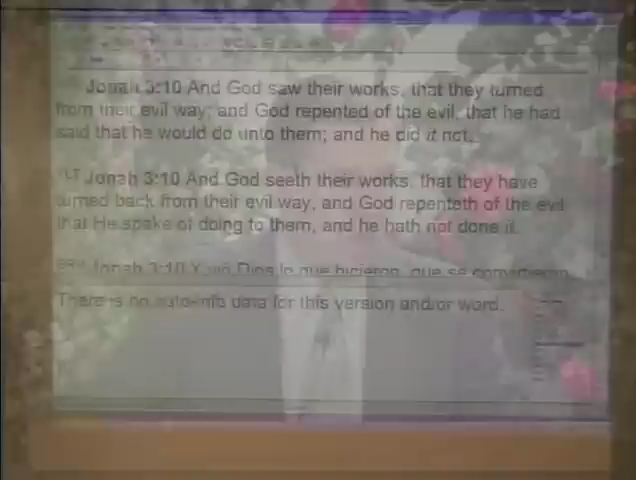 Jonah 3:10 And God saw their works, that they turned
from their evil way; and God repented of the evil, that he had
said that he would do unto them; and he did it not.
YLT Jonah 3:10 And God seeth their works, that they have
turned back from their evil way, and God repenteth of the evil
that He spake of doing to them, and he hath not done it.
Jonah 3:10 Y vió Dios lo que hicieron, que se convirtieron
There is no auto-info data for this version and/or word.